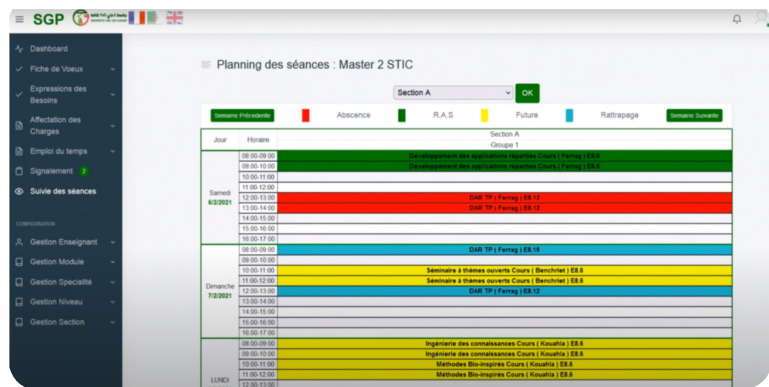 SGP
Dashboard
Fiche de Voeux
Expressions des
Besoins
Affectation des
Charges
Emploi du temps
Signalement 2
Suivie des séances
CONFIGURATION
Gestion Enseignant
Gestion Module
Gestion Specialité
Gestion Niveau
Gestion Section
Planning des séances : Master 2 STIC
Section A OK
Semaine Précédente Abscence R.A.S Future Rattrapage Semaine Suivante
Jour Horaire Section A
Groupe 1
Samedi
6/2/2021
08:00-09:00 Développement des applications réparties Cours ( Ferrag ) E8.6
09:00-10:00 Développement des applications réparties Cours ( Ferrag ) E8.6
10:00-11:00
11:00-12:00
12:00-13:00 DAR TP ( Ferrag ) E8.12
13:00-14:00 DAR TP ( Ferrag ) E8.12
14:00-15:00
15:00-16:00
16:00-17:00
Dimanche
7/2/2021
08:00-09:00 DAR TP ( Ferrag ) E8.15
09:00-10:00
10:00-11:00 Séminaire à thèmes ouverts Cours ( Benchriet ) E8.6
11:00-12:00 Séminaire à thèmes ouverts Cours ( Benchriet ) E8.6
12:00-13:00 DAR TP ( Ferrag ) E8.12
13:00-14:00
14:00-15:00
15:00-16:00
16:00-17:00
LUNDI
08:00-09:00 Ingénierie des connaissances Cours ( Kouahla ) E8.6
09:00-10:00 Ingénierie des connaissances Cours ( Kouahla ) E8.6
10:00-11:00 Méthodes Bio-inspirés Cours ( Kouahla ) E8.6
11:00-12:00 Méthodes Bio-inspirés Cours ( Kouahla ) E8.6
12:00-13:00